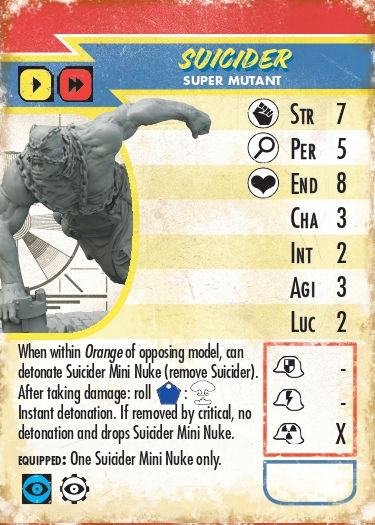 SUICIDER
SUPER MUTANT
STR 7
PER 5
END 8
CHA 3
INT 2
AGI 3
LUC 2
When within Orange of opposing model, can
detonate Suicider Mini Nuke (remove Suicider).
After taking damage: roll :
Instant detonation. If removed by critical, no
detonation and drops Suicider Mini Nuke.
EQUIPPED: One Suicider Mini Nuke only.
-
-
X